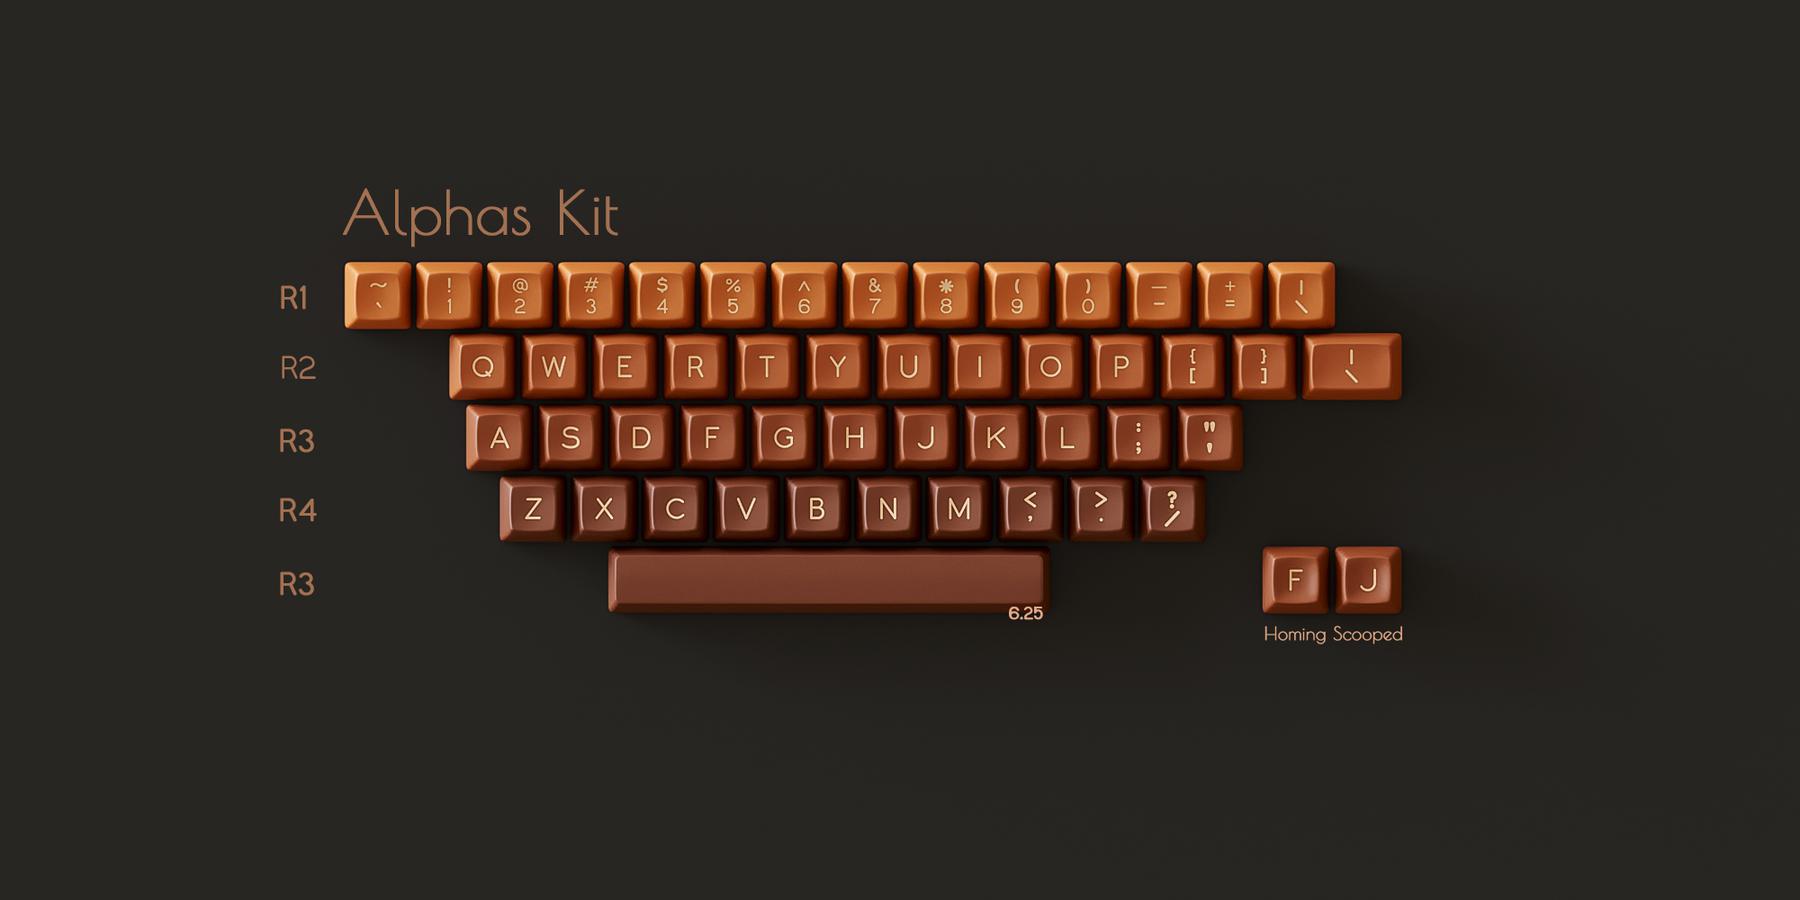 Alphas Kit
R1 ~ ` ! 1 @ 2 # 3 $ 4 % 5 ^ 6 & 7 * 8 ( 9 ) 0 — - + = | \
R2 Q W E R T Y U I O P { [ } ] | \
R3 A S D F G H J K L : ; " '
R4 Z X C V B N M < , > . ? /
R3 6.25 F J
Homing Scooped